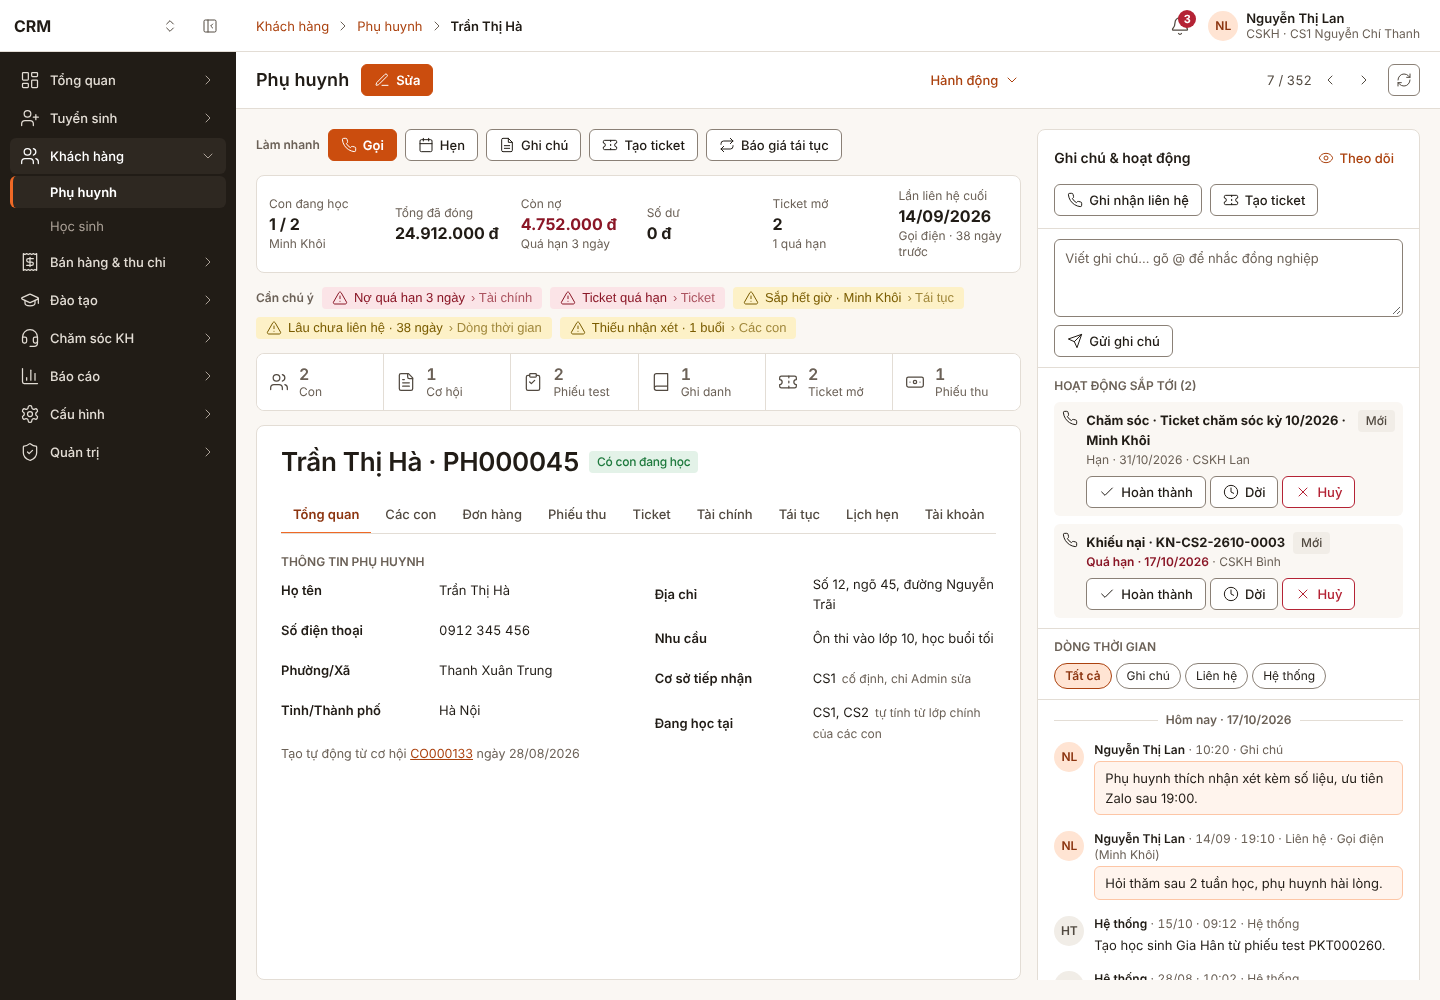 CRM
Khách hàng
Phụ huynh
Trần Thị Hà
3
NL
Nguyễn Thị Lan
CSKH · CS1 Nguyễn Chí Thanh
Tổng quan
Tuyển sinh
Khách hàng
Phụ huynh
Học sinh
Bán hàng & thu chi
Đào tạo
Chăm sóc KH
Báo cáo
Cấu hình
Quản trị
Phụ huynh
Sửa
Hành động
7 / 352
Làm nhanh
Gọi
Hẹn
Ghi chú
Tạo ticket
Báo giá tái tục
Con đang học
1 / 2
Minh Khôi
Tổng đã đóng
24.912.000 đ
Còn nợ
4.752.000 đ
Quá hạn 3 ngày
Số dư
0 đ
Ticket mở
2
1 quá hạn
Lần liên hệ cuối
14/09/2026
Gọi điện · 38 ngày
trước
Cần chú ý
Nợ quá hạn 3 ngày › Tài chính
Ticket quá hạn › Ticket
Sắp hết giờ · Minh Khôi › Tái tục
Lâu chưa liên hệ · 38 ngày › Dòng thời gian
Thiếu nhận xét · 1 buổi › Các con
2
Con
1
Cơ hội
2
Phiếu test
1
Ghi danh
2
Ticket mở
1
Phiếu thu
Trần Thị Hà · PH000045
Có con đang học
Tổng quan
Các con
Đơn hàng
Phiếu thu
Ticket
Tài chính
Tái tục
Lịch hẹn
Tài khoản
THÔNG TIN PHỤ HUYNH
Họ tên
Trần Thị Hà
Số điện thoại
0912 345 456
Phường/Xã
Thanh Xuân Trung
Tỉnh/Thành phố
Hà Nội
Địa chỉ
Số 12, ngõ 45, đường Nguyễn
Trãi
Nhu cầu
Ôn thi vào lớp 10, học buổi tối
Cơ sở tiếp nhận
CS1 cố định, chỉ Admin sửa
Đang học tại
CS1, CS2 tự tính từ lớp chính
của các con
Tạo tự động từ cơ hội CO000133 ngày 28/08/2026
Ghi chú & hoạt động
Theo dõi
Ghi nhận liên hệ
Tạo ticket
Viết ghi chú... gõ @ để nhắc đồng nghiệp
Gửi ghi chú
HOẠT ĐỘNG SẮP TỚI (2)
Chăm sóc · Ticket chăm sóc kỳ 10/2026 ·
Minh Khôi
Mới
Hạn · 31/10/2026 · CSKH Lan
Hoàn thành
Dời
Huỷ
Khiếu nại · KN-CS2-2610-0003
Mới
Quá hạn · 17/10/2026 · CSKH Bình
Hoàn thành
Dời
Huỷ
DÒNG THỜI GIAN
Tất cả
Ghi chú
Liên hệ
Hệ thống
Hôm nay · 17/10/2026
NL
Nguyễn Thị Lan · 10:20 · Ghi chú
Phụ huynh thích nhận xét kèm số liệu, ưu tiên
Zalo sau 19:00.
NL
Nguyễn Thị Lan · 14/09 · 19:10 · Liên hệ · Gọi điện
(Minh Khôi)
Hỏi thăm sau 2 tuần học, phụ huynh hài lòng.
HT
Hệ thống · 15/10 · 09:12 · Hệ thống
Tạo học sinh Gia Hân từ phiếu test PKT000260.
Hệ thống · 28/08 · 10:02 · Hệ thống